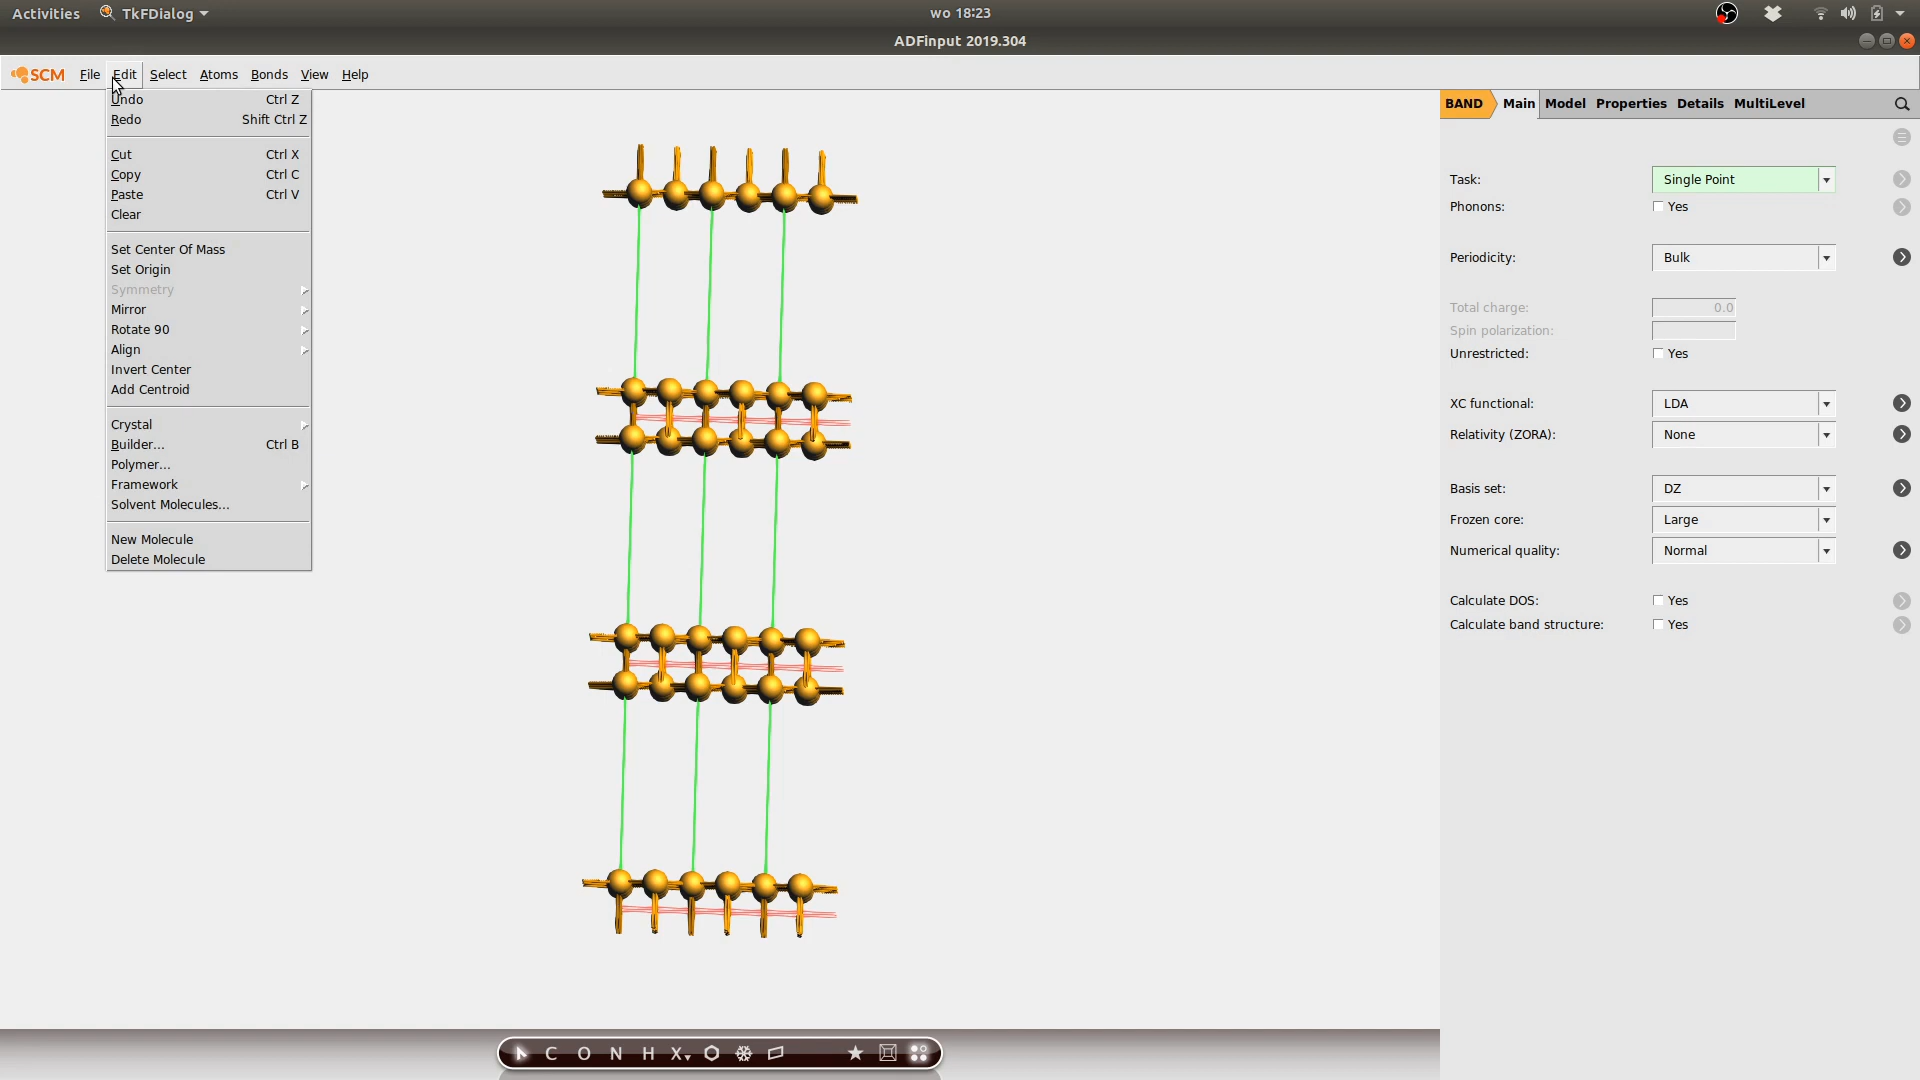 Activities TkFDialog wo 18:23
ADFinput 2019.304
SCM File Edit Select Atoms Bonds View Help
Undo Ctrl Z
Redo Shift Ctrl Z
Cut Ctrl X
Copy Ctrl C
Paste Ctrl V
Clear
Set Center Of Mass
Set Origin
Symmetry
Mirror
Rotate 90
Align
Invert Center
Add Centroid
Crystal
Builder... Ctrl B
Polymer...
Framework
Solvent Molecules...
New Molecule
Delete Molecule
BAND Main Model Properties Details MultiLevel
Task: Single Point
Phonons: Yes
Periodicity: Bulk
Total charge: 0.0
Spin polarization:
Unrestricted: Yes
XC functional: LDA
Relativity (ZORA): None
Basis set: DZ
Frozen core: Large
Numerical quality: Normal
Calculate DOS: Yes
Calculate band structure: Yes
C O N H X